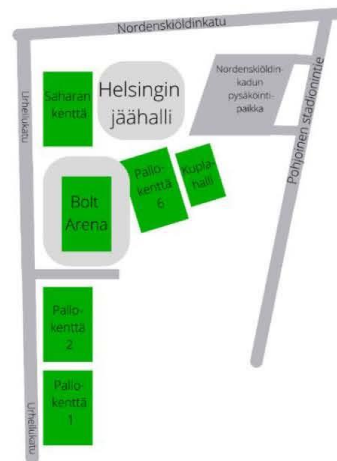 Nordenskiöldinkatu
Urheilukatu
Saharan
kenttä
Helsingin
jäähalli
Nordenskiöldin-
kadun
pysäköinti-
paikka
Pohjoinen stadionintie
Pallo-
kenttä
6
Kupla-
halli
Bolt
Arena
Pallo-
kenttä
2
Pallo-
kenttä
1
Urheilukatu